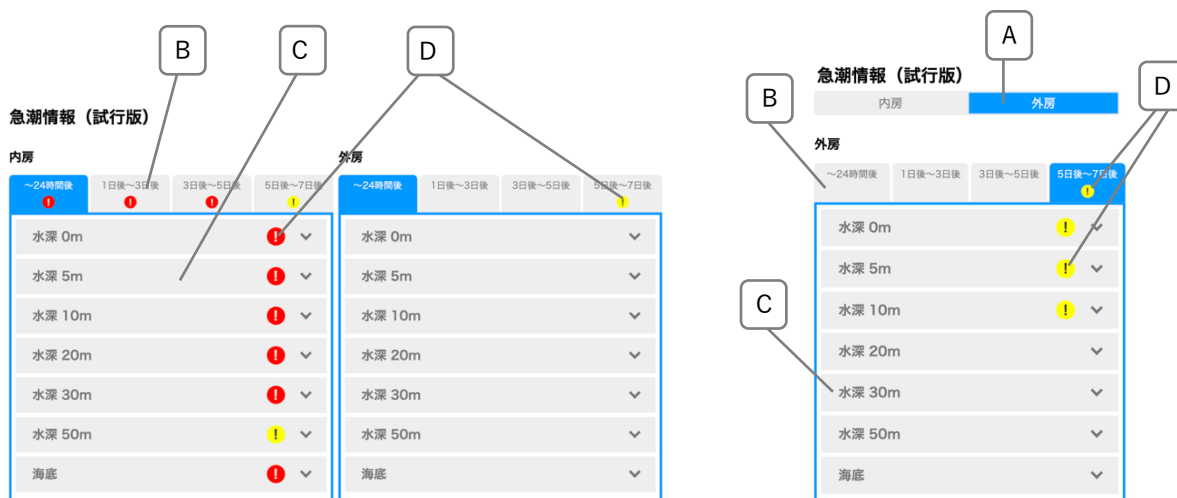 B
C
D
急潮情報（試行版）
内房
～24時間後
1日後～3日後
3日後～5日後
5日後～7日後
水深 0m
水深 5m
水深 10m
水深 20m
水深 30m
水深 50m
海底
外房
～24時間後
1日後～3日後
3日後～5日後
5日後～7日後
水深 0m
水深 5m
水深 10m
水深 20m
水深 30m
水深 50m
海底
A
B
C
D
急潮情報（試行版）
内房
外房
外房
～24時間後
1日後～3日後
3日後～5日後
5日後～7日後
水深 0m
水深 5m
水深 10m
水深 20m
水深 30m
水深 50m
海底